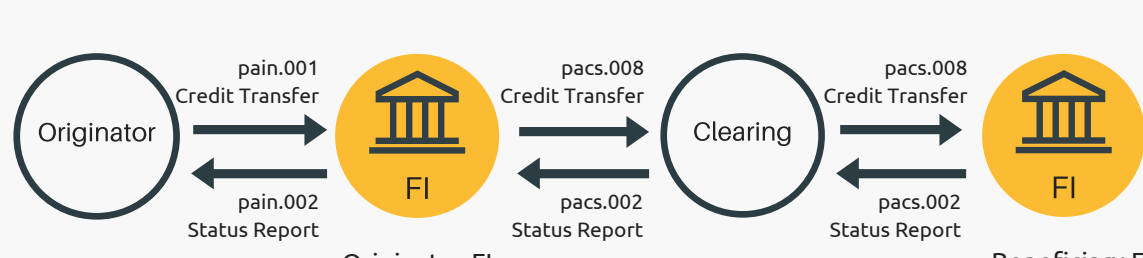 pain.001
Credit Transfer
pacs.008
Credit Transfer
pacs.008
Credit Transfer
Originator
Clearing
FI
FI
pain.002
Status Report
pacs.002
Status Report
pacs.002
Status Report